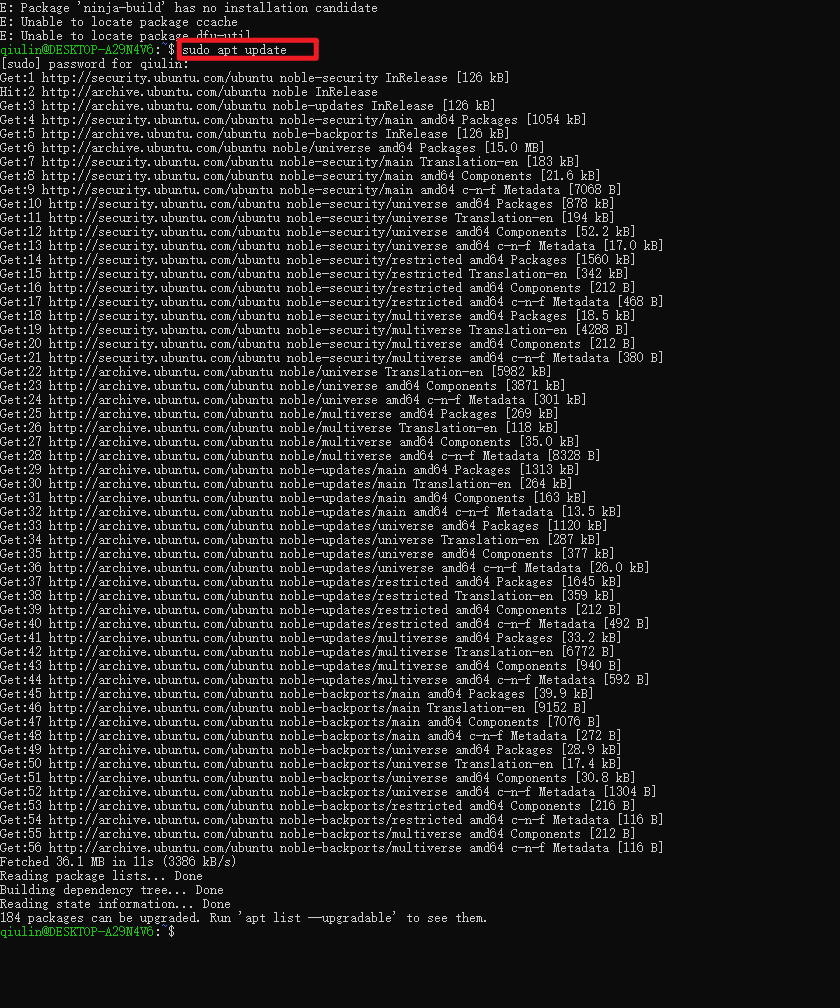 E: Package 'ninja-build' has no installation candidate
E: Unable to locate package ccache
E: Unable to locate package dfu-util
qiulin@DESKTOP-A29N4V6:~$ sudo apt update
[sudo] password for qiulin:
Get:1 http://security.ubuntu.com/ubuntu noble-security InRelease [126 kB]
Hit:2 http://archive.ubuntu.com/ubuntu noble InRelease
Get:3 http://archive.ubuntu.com/ubuntu noble-updates InRelease [126 kB]
Get:4 http://security.ubuntu.com/ubuntu noble-security/main amd64 Packages [1054 kB]
Get:5 http://archive.ubuntu.com/ubuntu noble-backports InRelease [126 kB]
Get:6 http://archive.ubuntu.com/ubuntu noble/universe amd64 Packages [15.0 MB]
Get:7 http://security.ubuntu.com/ubuntu noble-security/main Translation-en [183 kB]
Get:8 http://security.ubuntu.com/ubuntu noble-security/main amd64 Components [21.6 kB]
Get:9 http://security.ubuntu.com/ubuntu noble-security/main amd64 c-n-f Metadata [7068 B]
Get:10 http://security.ubuntu.com/ubuntu noble-security/universe amd64 Packages [878 kB]
Get:11 http://security.ubuntu.com/ubuntu noble-security/universe Translation-en [194 kB]
Get:12 http://security.ubuntu.com/ubuntu noble-security/universe amd64 Components [52.2 kB]
Get:13 http://security.ubuntu.com/ubuntu noble-security/universe amd64 c-n-f Metadata [17.0 kB]
Get:14 http://security.ubuntu.com/ubuntu noble-security/restricted amd64 Packages [1560 kB]
Get:15 http://security.ubuntu.com/ubuntu noble-security/restricted Translation-en [342 kB]
Get:16 http://security.ubuntu.com/ubuntu noble-security/restricted amd64 Components [212 B]
Get:17 http://security.ubuntu.com/ubuntu noble-security/restricted amd64 c-n-f Metadata [468 B]
Get:18 http://security.ubuntu.com/ubuntu noble-security/multiverse amd64 Packages [18.5 kB]
Get:19 http://security.ubuntu.com/ubuntu noble-security/multiverse Translation-en [4288 B]
Get:20 http://security.ubuntu.com/ubuntu noble-security/multiverse amd64 Components [212 B]
Get:21 http://security.ubuntu.com/ubuntu noble-security/multiverse amd64 c-n-f Metadata [380 B]
Get:22 http://archive.ubuntu.com/ubuntu noble/universe Translation-en [5982 kB]
Get:23 http://archive.ubuntu.com/ubuntu noble/universe amd64 Components [3871 kB]
Get:24 http://archive.ubuntu.com/ubuntu noble/universe amd64 c-n-f Metadata [301 kB]
Get:25 http://archive.ubuntu.com/ubuntu noble/multiverse amd64 Packages [269 kB]
Get:26 http://archive.ubuntu.com/ubuntu noble/multiverse Translation-en [118 kB]
Get:27 http://archive.ubuntu.com/ubuntu noble/multiverse amd64 Components [35.0 kB]
Get:28 http://archive.ubuntu.com/ubuntu noble/multiverse amd64 c-n-f Metadata [8328 B]
Get:29 http://archive.ubuntu.com/ubuntu noble-updates/main amd64 Packages [1313 kB]
Get:30 http://archive.ubuntu.com/ubuntu noble-updates/main Translation-en [264 kB]
Get:31 http://archive.ubuntu.com/ubuntu noble-updates/main amd64 Components [163 kB]
Get:32 http://archive.ubuntu.com/ubuntu noble-updates/main amd64 c-n-f Metadata [13.5 kB]
Get:33 http://archive.ubuntu.com/ubuntu noble-updates/universe amd64 Packages [1120 kB]
Get:34 http://archive.ubuntu.com/ubuntu noble-updates/universe Translation-en [287 kB]
Get:35 http://archive.ubuntu.com/ubuntu noble-updates/universe amd64 Components [377 kB]
Get:36 http://archive.ubuntu.com/ubuntu noble-updates/universe amd64 c-n-f Metadata [26.0 kB]
Get:37 http://archive.ubuntu.com/ubuntu noble-updates/restricted amd64 Packages [1645 kB]
Get:38 http://archive.ubuntu.com/ubuntu noble-updates/restricted Translation-en [359 kB]
Get:39 http://archive.ubuntu.com/ubuntu noble-updates/restricted amd64 Components [212 B]
Get:40 http://archive.ubuntu.com/ubuntu noble-updates/restricted amd64 c-n-f Metadata [492 B]
Get:41 http://archive.ubuntu.com/ubuntu noble-updates/multiverse amd64 Packages [33.2 kB]
Get:42 http://archive.ubuntu.com/ubuntu noble-updates/multiverse Translation-en [6772 B]
Get:43 http://archive.ubuntu.com/ubuntu noble-updates/multiverse amd64 Components [940 B]
Get:44 http://archive.ubuntu.com/ubuntu noble-updates/multiverse amd64 c-n-f Metadata [592 B]
Get:45 http://archive.ubuntu.com/ubuntu noble-backports/main amd64 Packages [39.9 kB]
Get:46 http://archive.ubuntu.com/ubuntu noble-backports/main Translation-en [9152 B]
Get:47 http://archive.ubuntu.com/ubuntu noble-backports/main amd64 Components [7076 B]
Get:48 http://archive.ubuntu.com/ubuntu noble-backports/main amd64 c-n-f Metadata [272 B]
Get:49 http://archive.ubuntu.com/ubuntu noble-backports/universe amd64 Packages [28.9 kB]
Get:50 http://archive.ubuntu.com/ubuntu noble-backports/universe Translation-en [17.4 kB]
Get:51 http://archive.ubuntu.com/ubuntu noble-backports/universe amd64 Components [30.8 kB]
Get:52 http://archive.ubuntu.com/ubuntu noble-backports/universe amd64 c-n-f Metadata [1304 B]
Get:53 http://archive.ubuntu.com/ubuntu noble-backports/restricted amd64 Components [216 B]
Get:54 http://archive.ubuntu.com/ubuntu noble-backports/restricted amd64 c-n-f Metadata [116 B]
Get:55 http://archive.ubuntu.com/ubuntu noble-backports/multiverse amd64 Components [212 B]
Get:56 http://archive.ubuntu.com/ubuntu noble-backports/multiverse amd64 c-n-f Metadata [116 B]
Fetched 36.1 MB in 11s (3386 kB/s)
Reading package lists... Done
Building dependency tree... Done
Reading state information... Done
184 packages can be upgraded. Run 'apt list --upgradable' to see them.
qiulin@DESKTOP-A29N4V6:~$